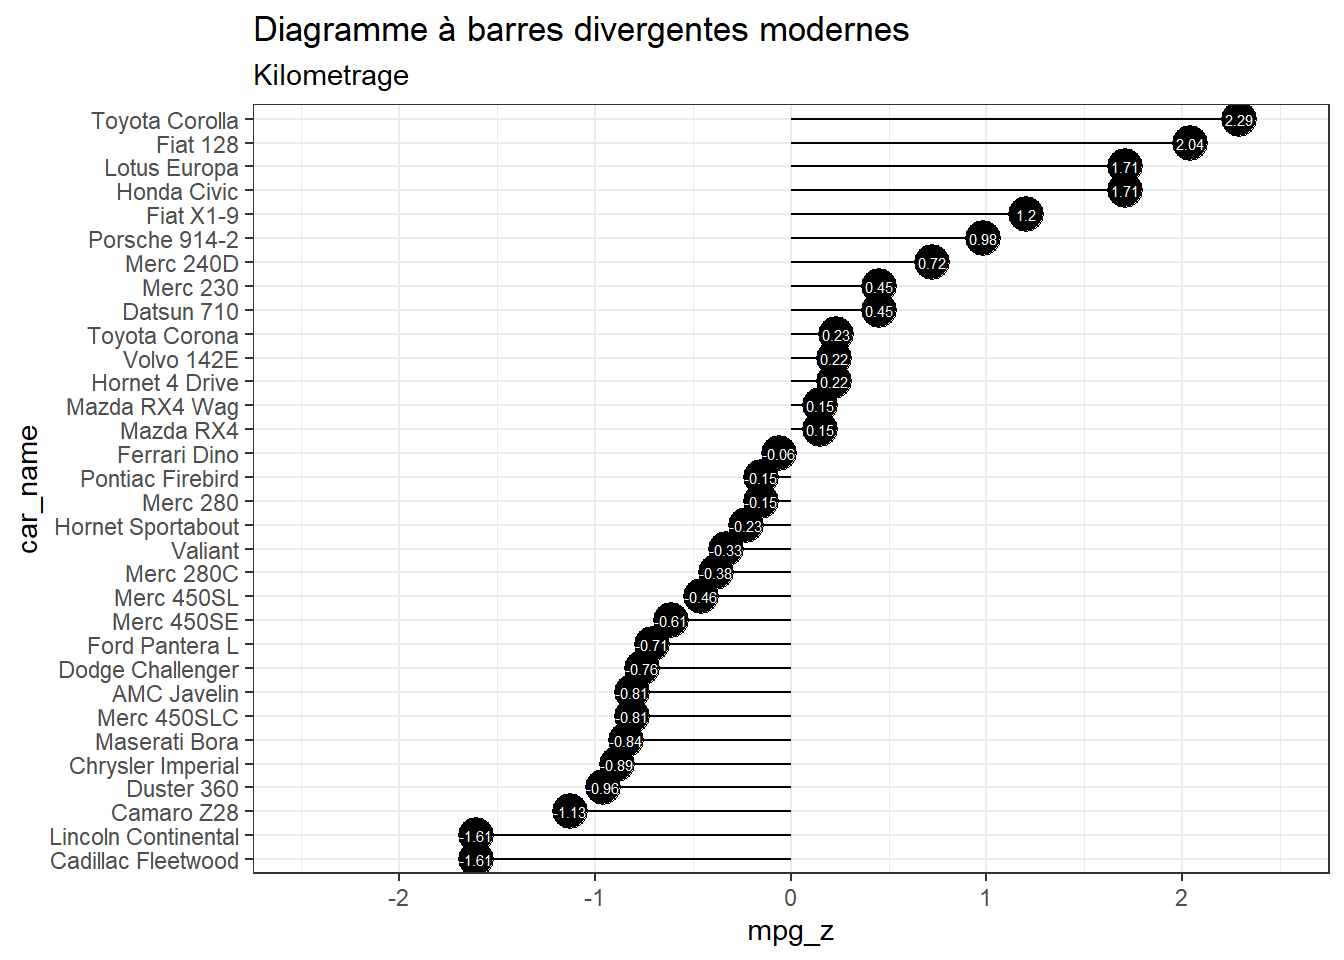 Diagramme à barres divergentes modernes
Kilometrage
Toyota Corolla 2.29
Fiat 128 2.04
Lotus Europa 1.71
Honda Civic 1.71
Fiat X1-9 1.2
Porsche 914-2 0.98
Merc 240D 0.72
Merc 230 0.45
Datsun 710 0.45
Toyota Corona 0.23
Volvo 142E 0.22
Hornet 4 Drive 0.22
Mazda RX4 Wag 0.15
Mazda RX4 0.15
Ferrari Dino -0.06
Pontiac Firebird -0.15
Merc 280 -0.15
Hornet Sportabout -0.23
Valiant -0.33
Merc 280C -0.38
Merc 450SL -0.46
Merc 450SE -0.61
Ford Pantera L -0.71
Dodge Challenger -0.76
AMC Javelin -0.81
Merc 450SLC -0.81
Maserati Bora -0.84
Chrysler Imperial -0.89
Duster 360 -0.96
Camaro Z28 -1.13
Lincoln Continental -1.61
Cadillac Fleetwood -1.61
car_name
-2 -1 0 1 2
mpg_z